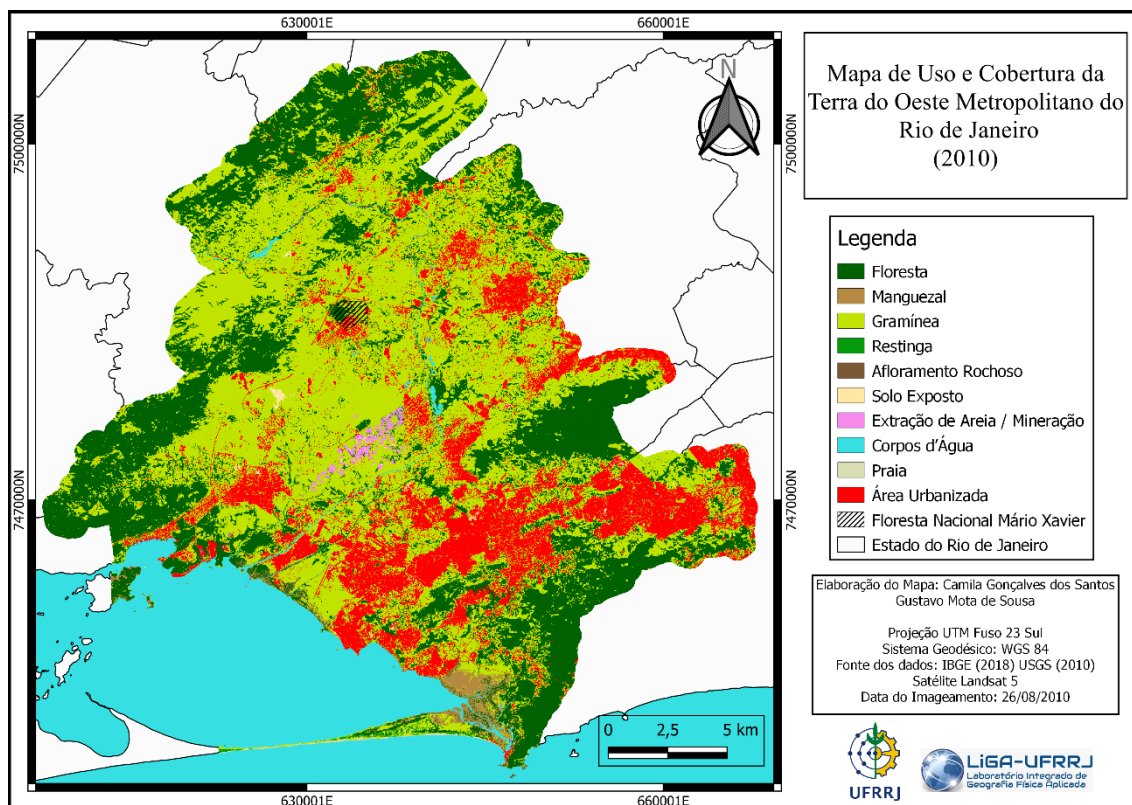 630001E 660001E
Mapa de Uso e Cobertura da
Terra do Oeste Metropolitano do
Rio de Janeiro
(2010)
N
7500000N 7500000N
Legenda
Floresta
Manguezal
Gramínea
Restinga
Afloramento Rochoso
Solo Exposto
Extração de Areia / Mineração
Corpos d'Água
Praia
Área Urbanizada
Floresta Nacional Mário Xavier
Estado do Rio de Janeiro
7470000N 7470000N
Elaboração do Mapa: Camila Gonçalves dos Santos
Gustavo Mota de Sousa
Projeção UTM Fuso 23 Sul
Sistema Geodésico: WGS 84
Fonte dos dados: IBGE (2018) USGS (2010)
Satélite Landsat 5
Data do Imageamento: 26/08/2010
0 2,5 5 km
630001E 660001E
UFRRJ
LiGA-UFRRJ
Laboratório Integrado de
Geografia Física Aplicada